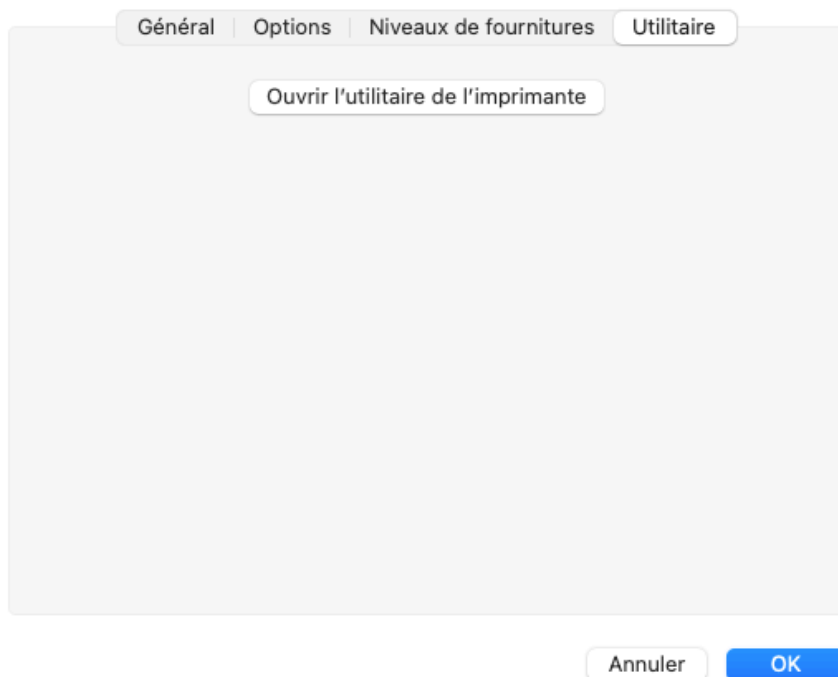 Général Options Niveaux de fournitures Utilitaire
Ouvrir l'utilitaire de l'imprimante
Annuler OK